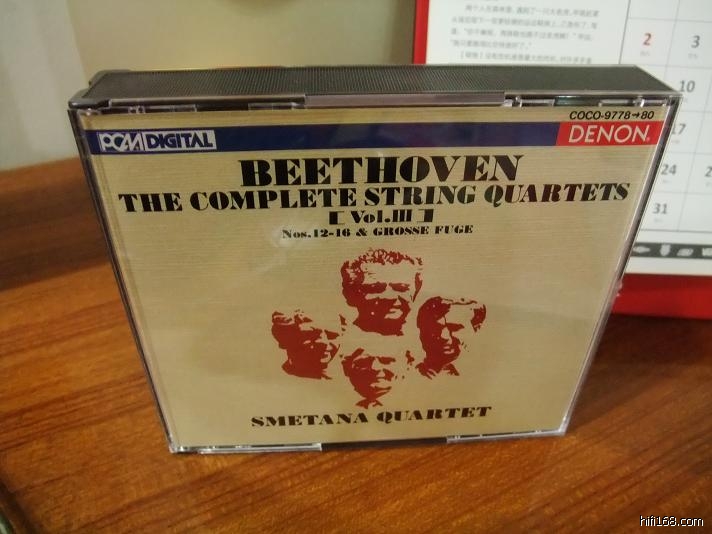 COCO-9778→80
PCM DIGITAL
DENON
BEETHOVEN
THE COMPLETE STRING QUARTETS
[Vol.III]
Nos.12-16 & GROSSE FUGE
SMETANA QUARTET
2
3
10
17
24
31
hifi168.com